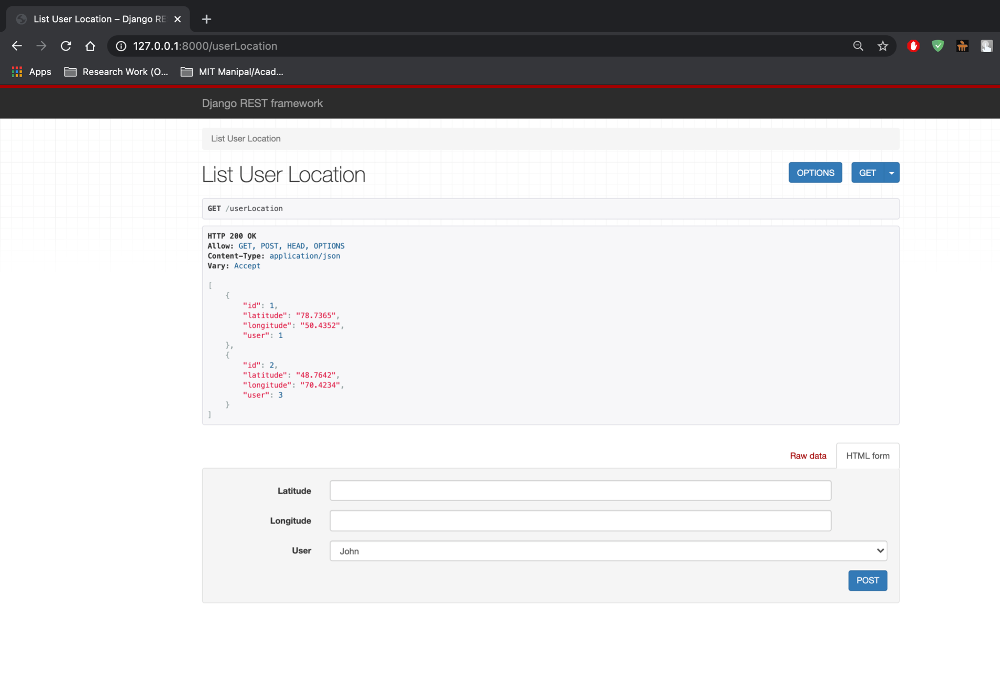 List User Location – Django RE
127.0.0.1:8000/userLocation
Apps
Research Work (O...
MIT Manipal/Acad...
Django REST framework
List User Location
List User Location
OPTIONS
GET
GET /userLocation
HTTP 200 OK
Allow: GET, POST, HEAD, OPTIONS
Content-Type: application/json
Vary: Accept
[
    {
        "id": 1,
        "latitude": "78.7365",
        "longitude": "50.4352",
        "user": 1
    },
    {
        "id": 2,
        "latitude": "48.7642",
        "longitude": "70.4234",
        "user": 3
    }
]
Raw data
HTML form
Latitude
Longitude
User
John
POST